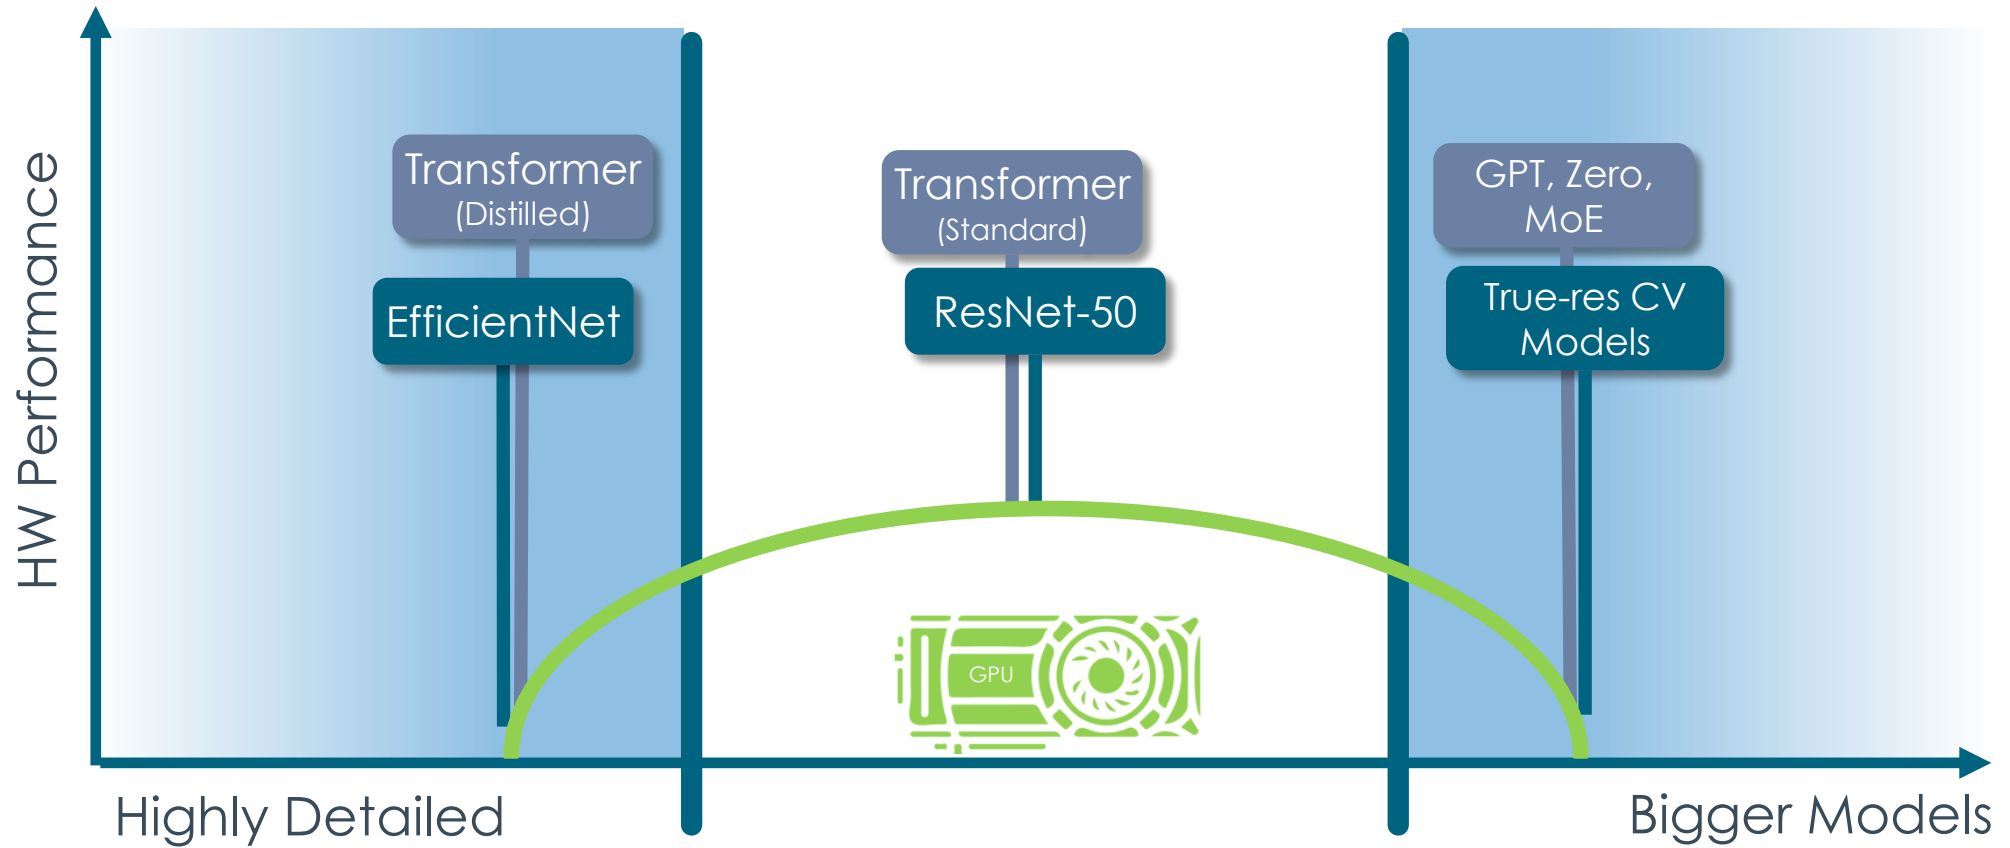 HW Performance
Transformer
(Distilled)
EfficientNet
Transformer
(Standard)
ResNet-50
GPT, Zero,
MoE
True-res CV
Models
GPU
Highly Detailed
Bigger Models